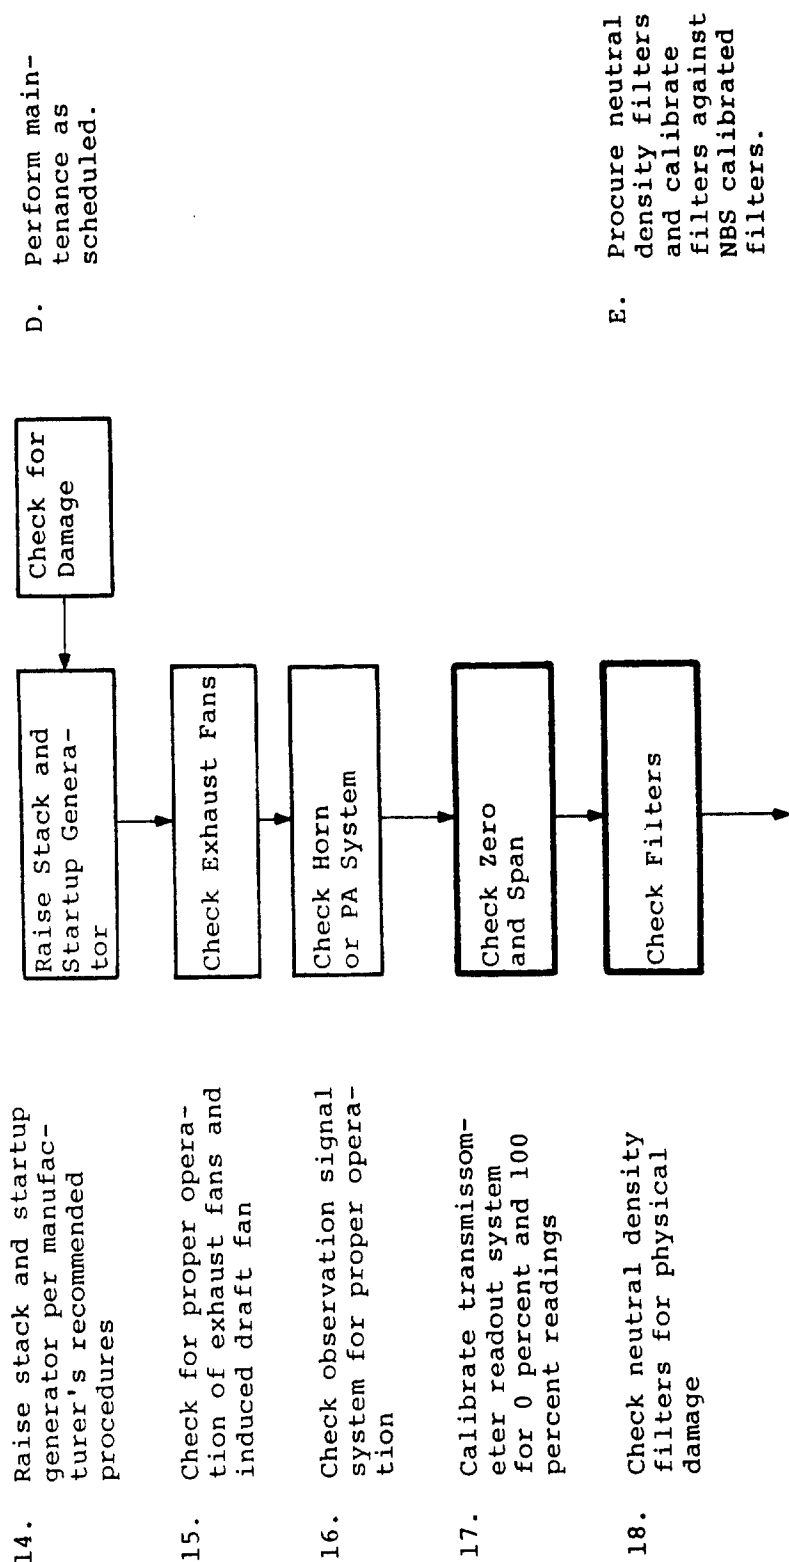 14. Raise stack and startup
generator per manufac-
turer's recommended
procedures
Raise Stack and
Startup Genera-
tor
Check for
Damage
D. Perform main-
tenance as
scheduled.
15. Check for proper opera-
tion of exhaust fans and
induced draft fan
Check Exhaust Fans
16. Check observation signal
system for proper opera-
tion
Check Horn
or PA System
17. Calibrate transmissom-
eter readout system
for 0 percent and 100
percent readings
Check Zero
and Span
18. Check neutral density
filters for physical
damage
Check Filters
E. Procure neutral
density filters
and calibrate
filters against
NBS calibrated
filters.